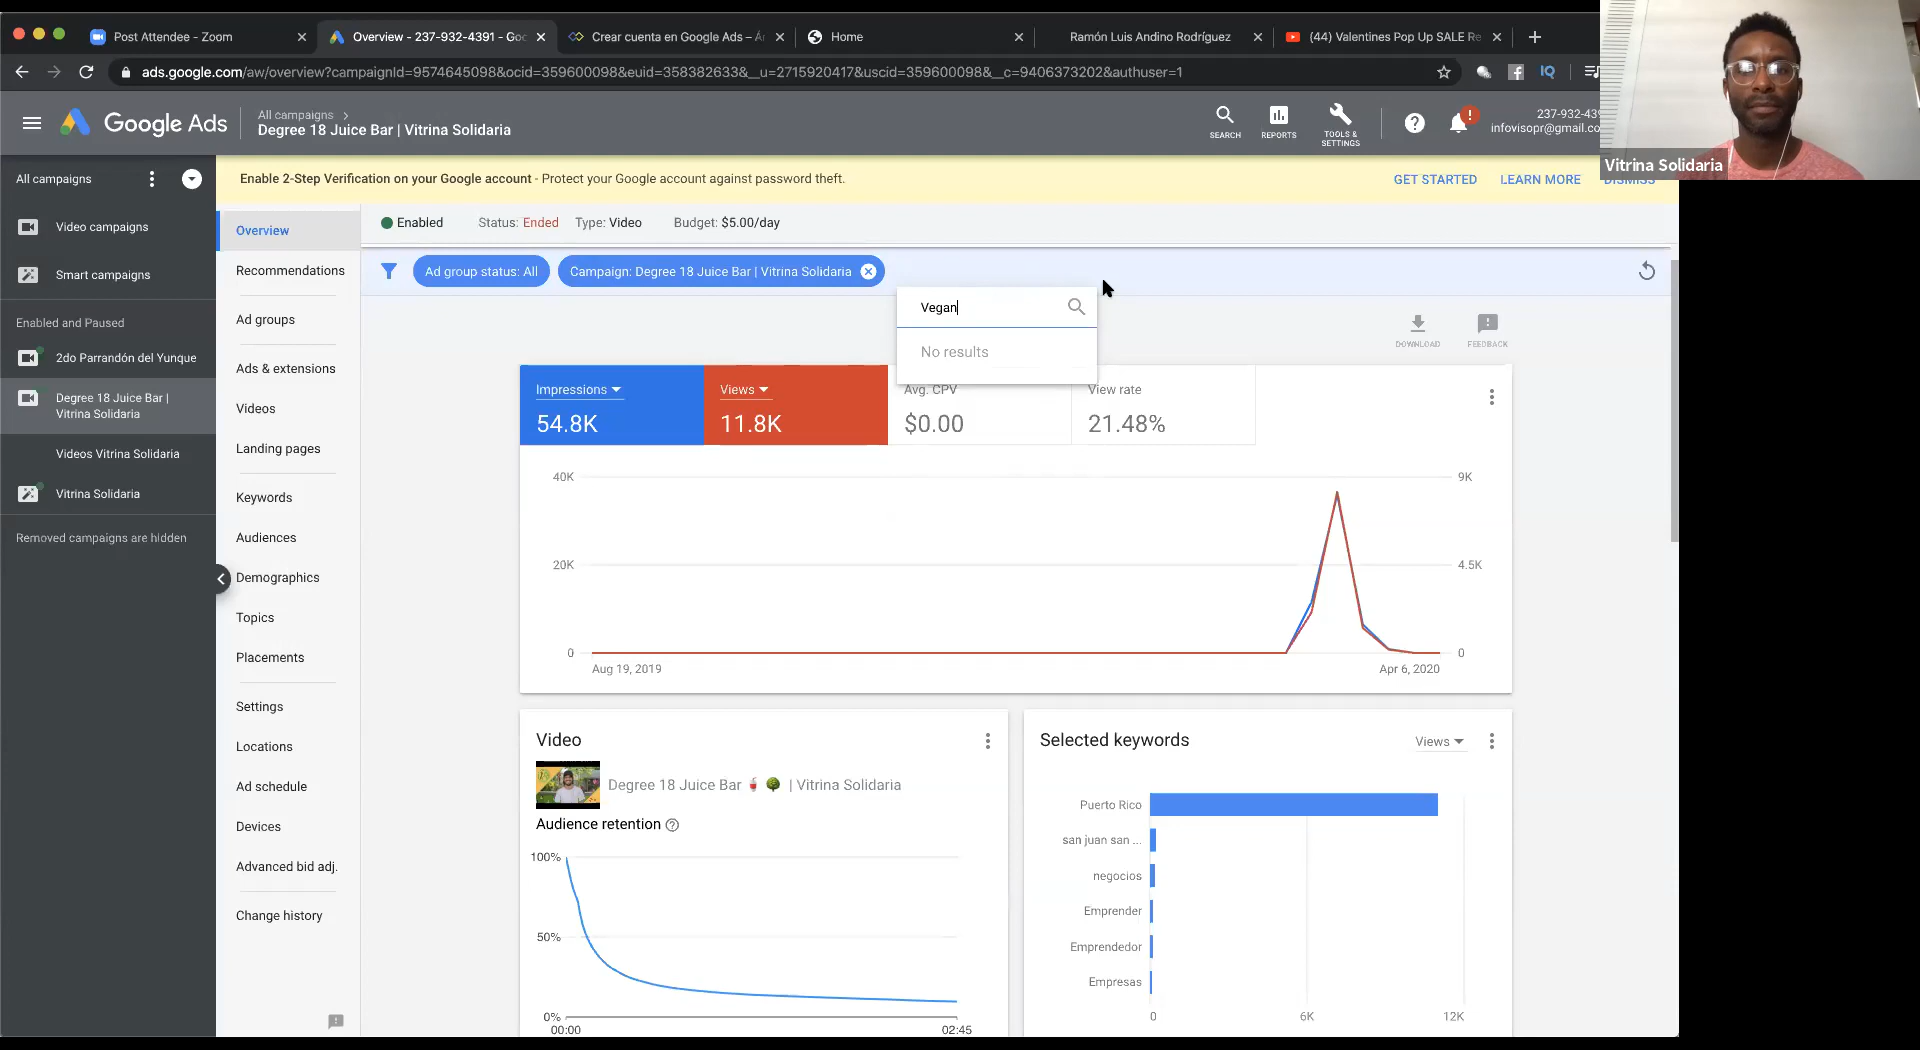 Post Attendee - Zoom
Overview - 237-932-4391 - Goo
Crear cuenta en Google Ads –
Home
Ramón Luis Andino Rodríguez
(44) Valentines Pop Up SALE Re
ads.google.com/aw/overview?campaignId=9574645098&ocid=359600098&euid=358382633&__u=2715920417&uscid=359600098&__c=9406373202&authuser=1
IQ
Google Ads
All campaigns
Degree 18 Juice Bar | Vitrina Solidaria
SEARCH
REPORTS
TOOLS &
SETTINGS
237-932-439
infovisopr@gmail.co
Vitrina Solidaria
All campaigns
Enable 2-Step Verification on your Google account - Protect your Google account against password theft.
GET STARTED
LEARN MORE
DISMISS
Video campaigns
Smart campaigns
Enabled and Paused
2do Parrandón del Yunque
Degree 18 Juice Bar |
Vitrina Solidaria
Videos Vitrina Solidaria
Vitrina Solidaria
Removed campaigns are hidden
Overview
Recommendations
Ad groups
Ads & extensions
Videos
Landing pages
Keywords
Audiences
Demographics
Topics
Placements
Settings
Locations
Ad schedule
Devices
Advanced bid adj.
Change history
Enabled
Status: Ended
Type: Video
Budget: $5.00/day
Ad group status: All
Campaign: Degree 18 Juice Bar | Vitrina Solidaria
Vegan
No results
DOWNLOAD
FEEDBACK
Impressions
54.8K
Views
11.8K
Avg. CPV
$0.00
View rate
21.48%
40K
9K
20K
4.5K
0
0
Aug 19, 2019
Apr 6, 2020
Video
Degree 18 Juice Bar | Vitrina Solidaria
Audience retention
100%
50%
0%
00:00
02:45
Selected keywords
Views
Puerto Rico
san juan san ...
negocios
Emprender
Emprendedor
Empresas
0
6K
12K